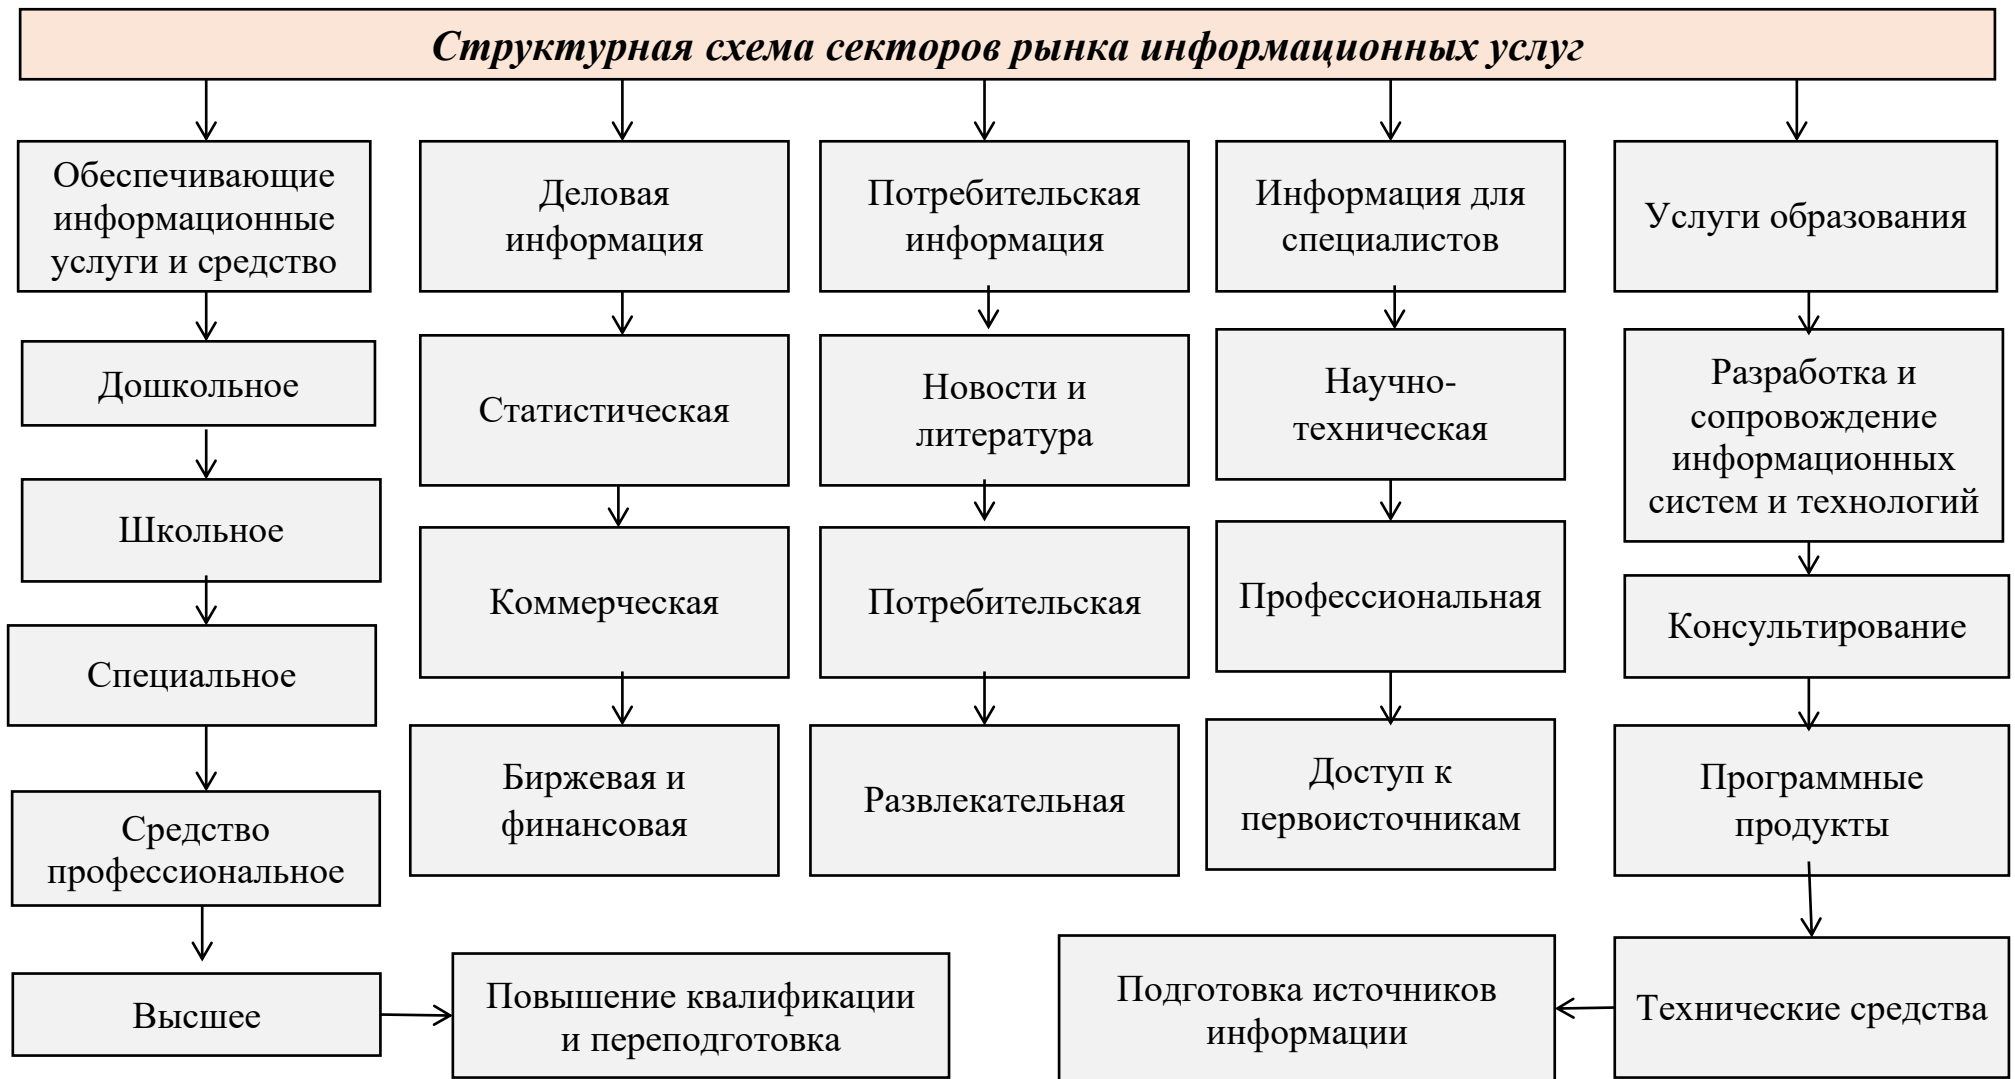 Структурная схема секторов рынка информационных услуг
Обеспечивающие
информационные
услуги и средство
Деловая
информация
Потребительская
информация
Информация для
специалистов
Услуги образования
Дошкольное
Статистическая
Новости и
литература
Научно-
техническая
Разработка и
сопровождение
информационных
систем и технологий
Школьное
Коммерческая
Потребительская
Профессиональная
Консультирование
Специальное
Биржевая и
финансовая
Развлекательная
Доступ к
первоисточникам
Программные
продукты
Средство
профессиональное
Высшее
Повышение квалификации
и переподготовка
Подготовка источников
информации
Технические средства